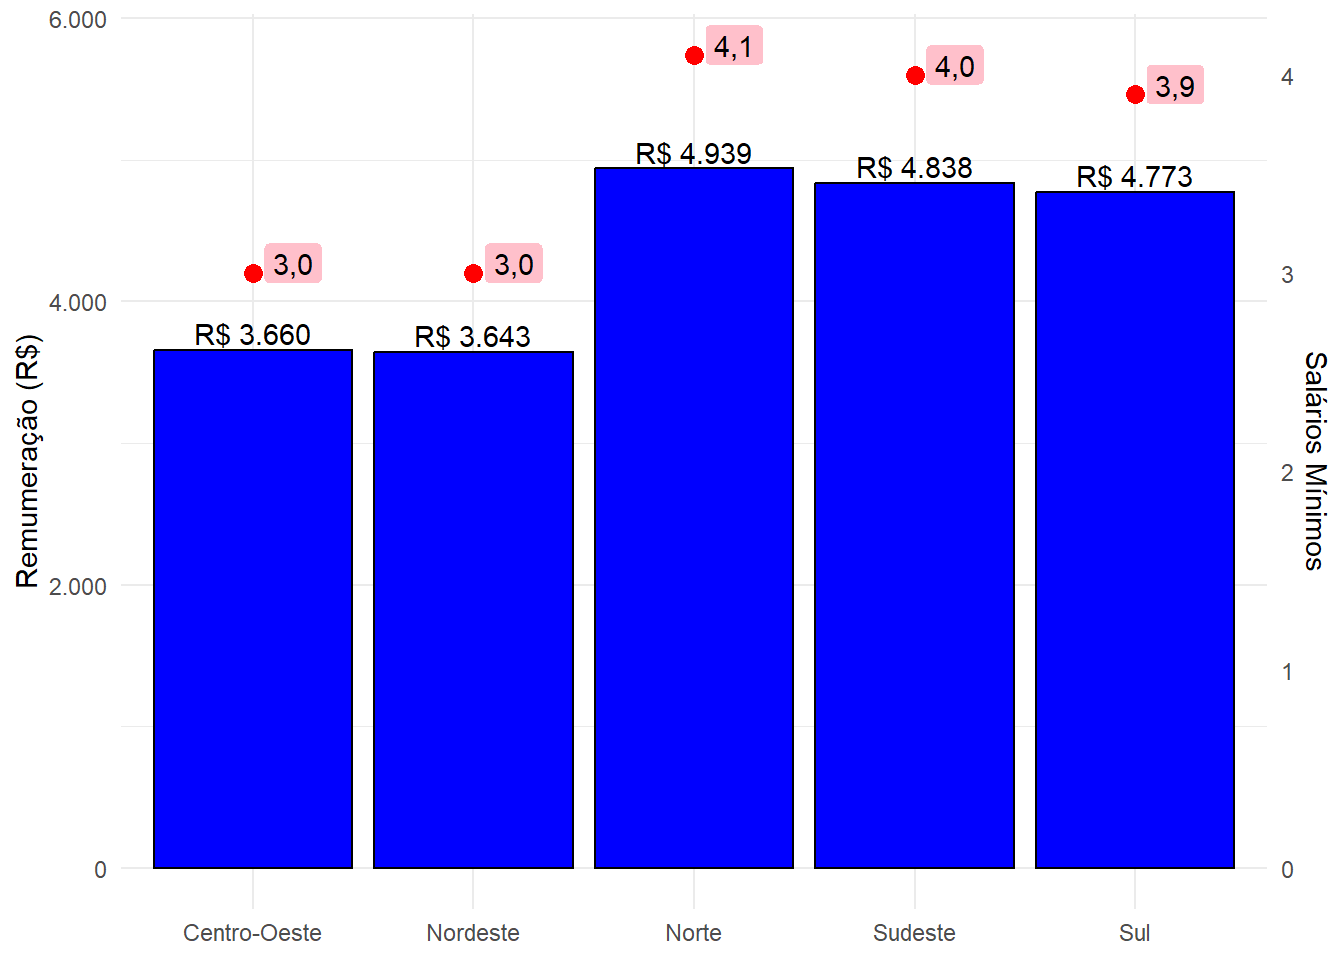 6.000
4,1
4,0
4
3,9
R$ 4.939
R$ 4.838
R$ 4.773
3,0
3,0
3
4.000
R$ 3.660
R$ 3.643
Remumeração (R$)
Salários Mínimos
2
2.000
1
0
0
Centro-Oeste
Nordeste
Norte
Sudeste
Sul